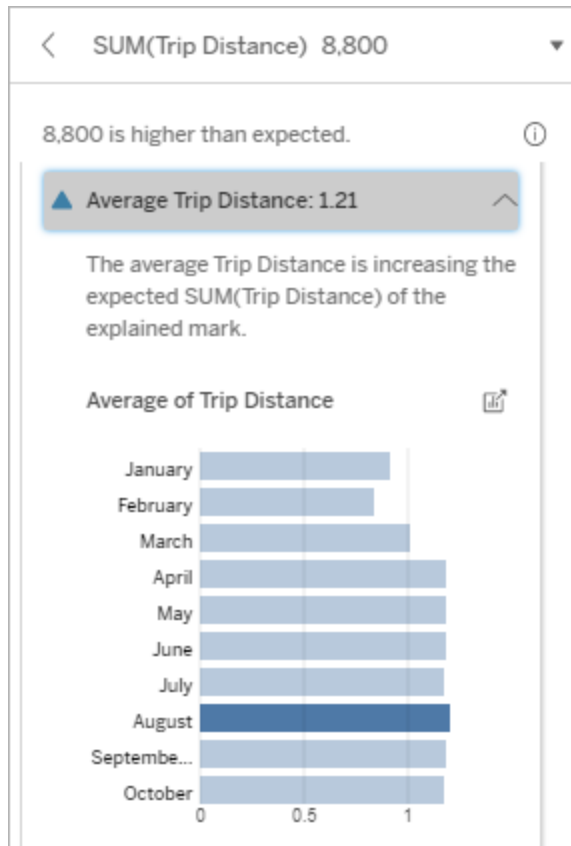 SUM(Trip Distance) 8,800
8,800 is higher than expected.
Average Trip Distance: 1.21
The average Trip Distance is increasing the
expected SUM(Trip Distance) of the
explained mark.
Average of Trip Distance
January
February
March
April
May
June
July
August
Septembe...
October
0 0.5 1